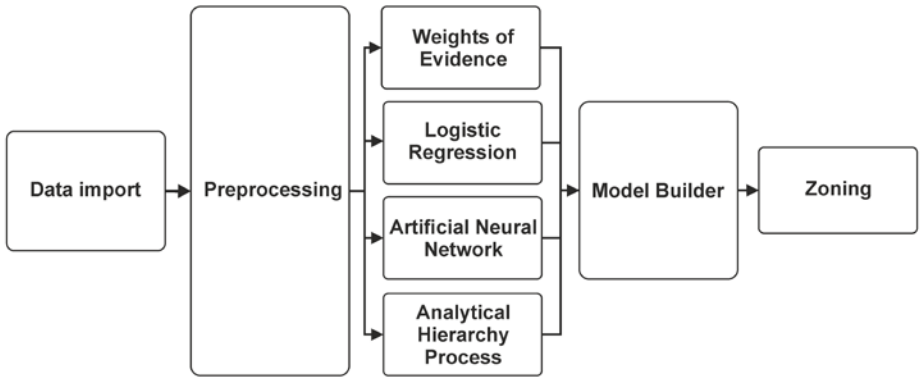 Data import
Preprocessing
Weights of
Evidence
Logistic
Regression
Artificial Neural
Network
Analytical
Hierarchy
Process
Model Builder
Zoning